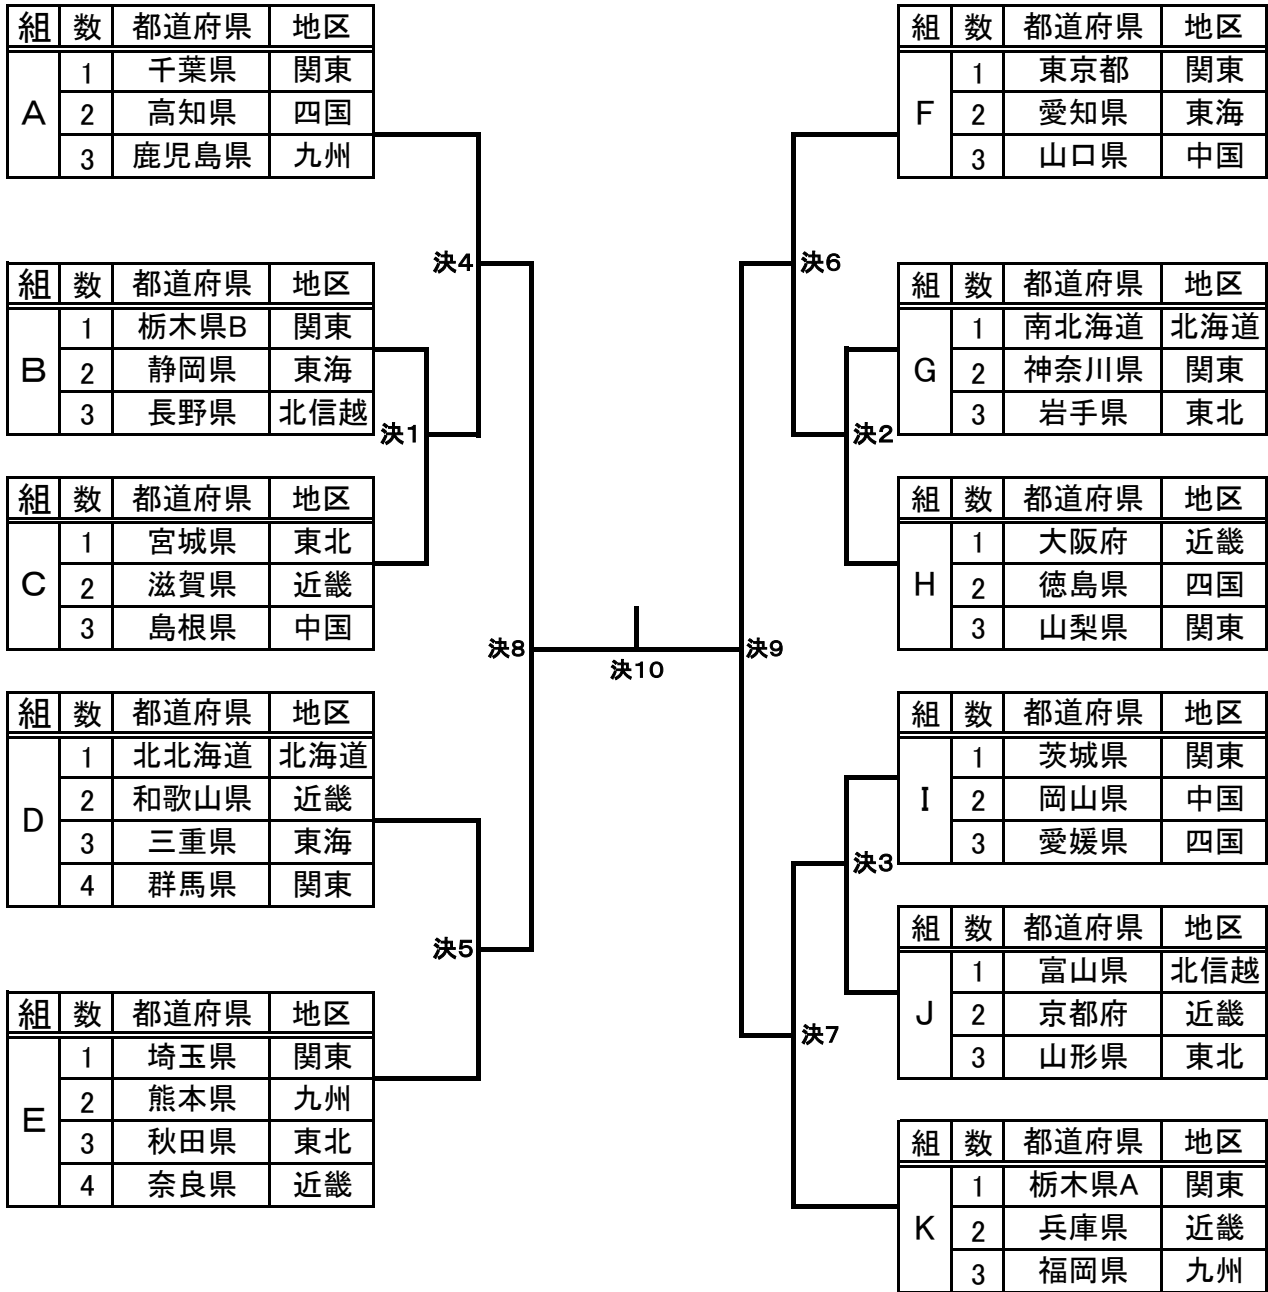 組 数 都道府県 地区
A
1 千葉県 関東
2 高知県 四国
3 鹿児島県 九州
組 数 都道府県 地区
B
1 栃木県B 関東
2 静岡県 東海
3 長野県 北信越
組 数 都道府県 地区
C
1 宮城県 東北
2 滋賀県 近畿
3 島根県 中国
組 数 都道府県 地区
D
1 北北海道 北海道
2 和歌山県 近畿
3 三重県 東海
4 群馬県 関東
組 数 都道府県 地区
E
1 埼玉県 関東
2 熊本県 九州
3 秋田県 東北
4 奈良県 近畿
決4
決1
決8
決5
決10
決6
決2
決9
決3
決7
組 数 都道府県 地区
F
1 東京都 関東
2 愛知県 東海
3 山口県 中国
組 数 都道府県 地区
G
1 南北海道 北海道
2 神奈川県 関東
3 岩手県 東北
組 数 都道府県 地区
H
1 大阪府 近畿
2 徳島県 四国
3 山梨県 関東
組 数 都道府県 地区
I
1 茨城県 関東
2 岡山県 中国
3 愛媛県 四国
組 数 都道府県 地区
J
1 富山県 北信越
2 京都府 近畿
3 山形県 東北
組 数 都道府県 地区
K
1 栃木県A 関東
2 兵庫県 近畿
3 福岡県 九州